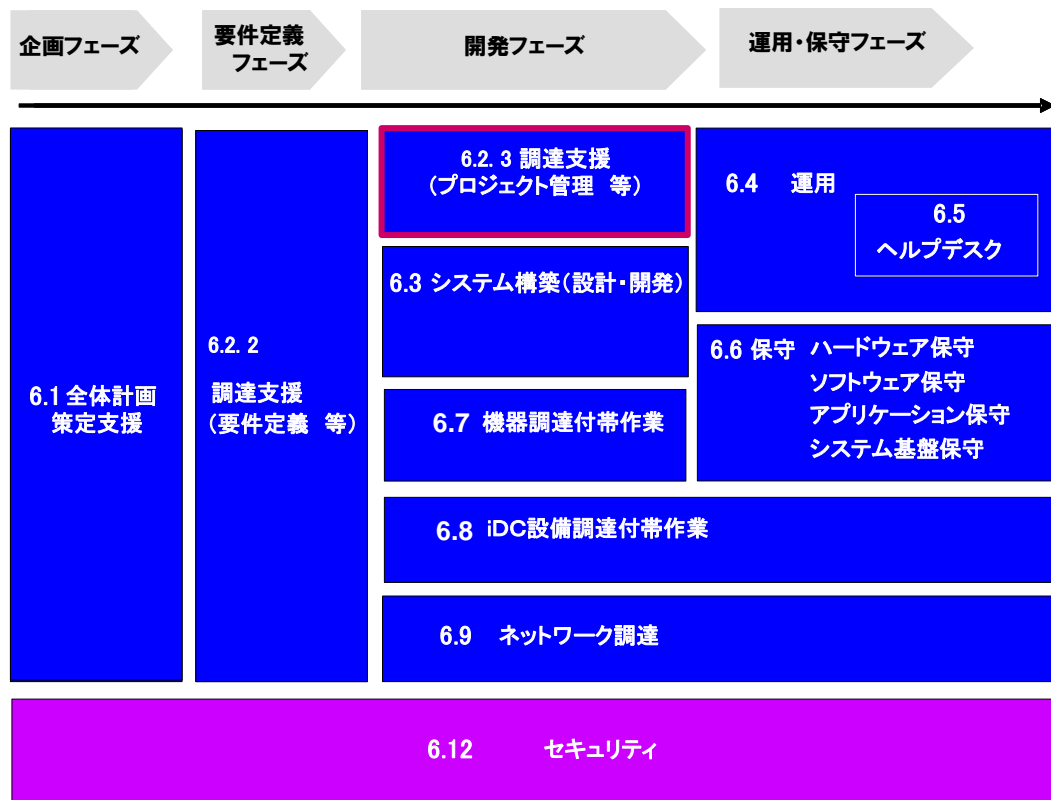 企画フェーズ
要件定義
フェーズ
開発フェーズ
運用・保守フェーズ
6.1 全体計画
策定支援
6.2. 2
調達支援
(要件定義 等)
6.2. 3 調達支援
(プロジェクト管理 等)
6.3 システム構築(設計・開発)
6.7 機器調達付帯作業
6.4 運用
6.5
ヘルプデスク
6.6 保守 ハードウェア保守
ソフトウェア保守
アプリケーション保守
システム基盤保守
6.8 iDC設備調達付帯作業
6.9 ネットワーク調達
6.12 セキュリティ